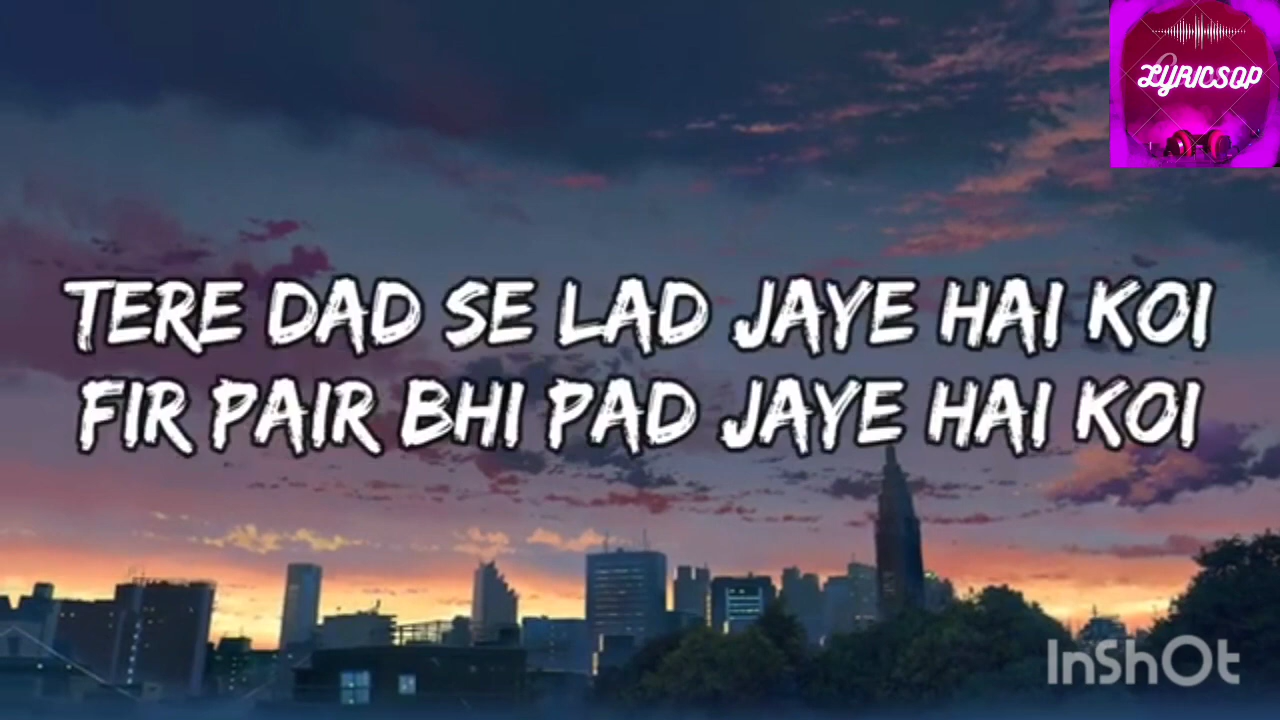 LYRICSOP
TERE DAD SE LAD JAYE HAI KOI
FIR PAIR BHI PAD JAYE HAI KOI
InShOt